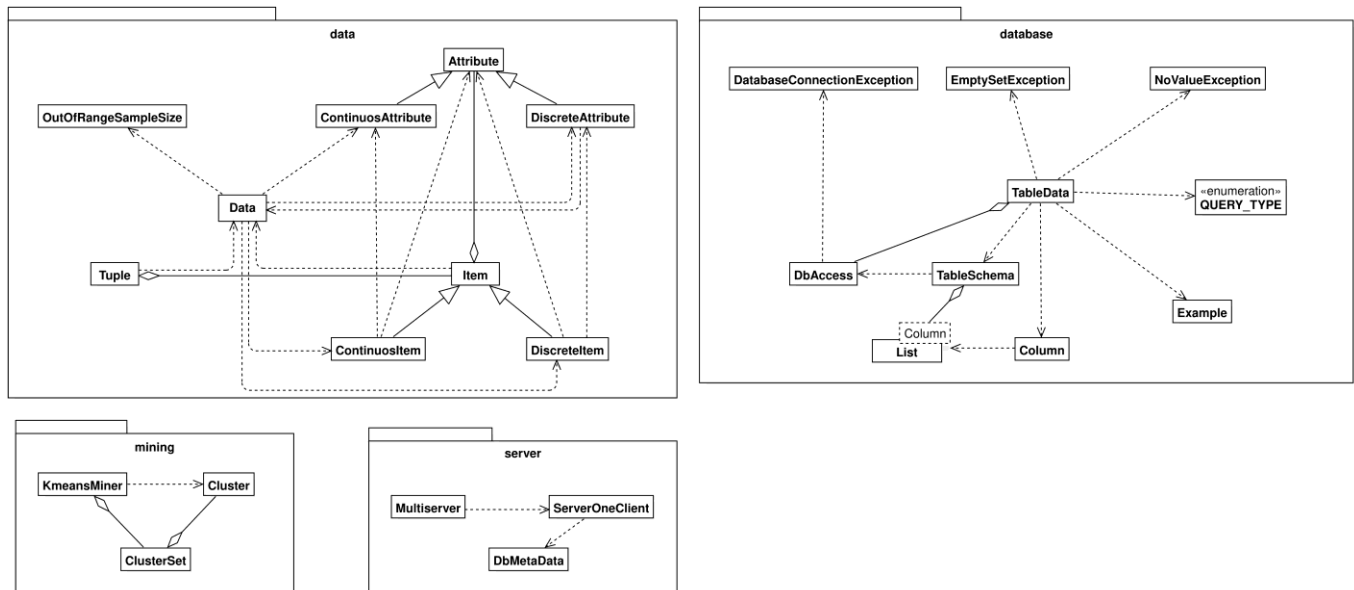 data
Attribute
OutOfRangeSampleSize
ContinuosAttribute
DiscreteAttribute
Data
Tuple
Item
ContinuosItem
DiscreteItem
database
DatabaseConnectionException
EmptySetException
NoValueException
TableData
«enumeration»
QUERY_TYPE
DbAccess
TableSchema
Example
Column
List
Column
mining
KmeansMiner
Cluster
ClusterSet
server
Multiserver
ServerOneClient
DbMetaData